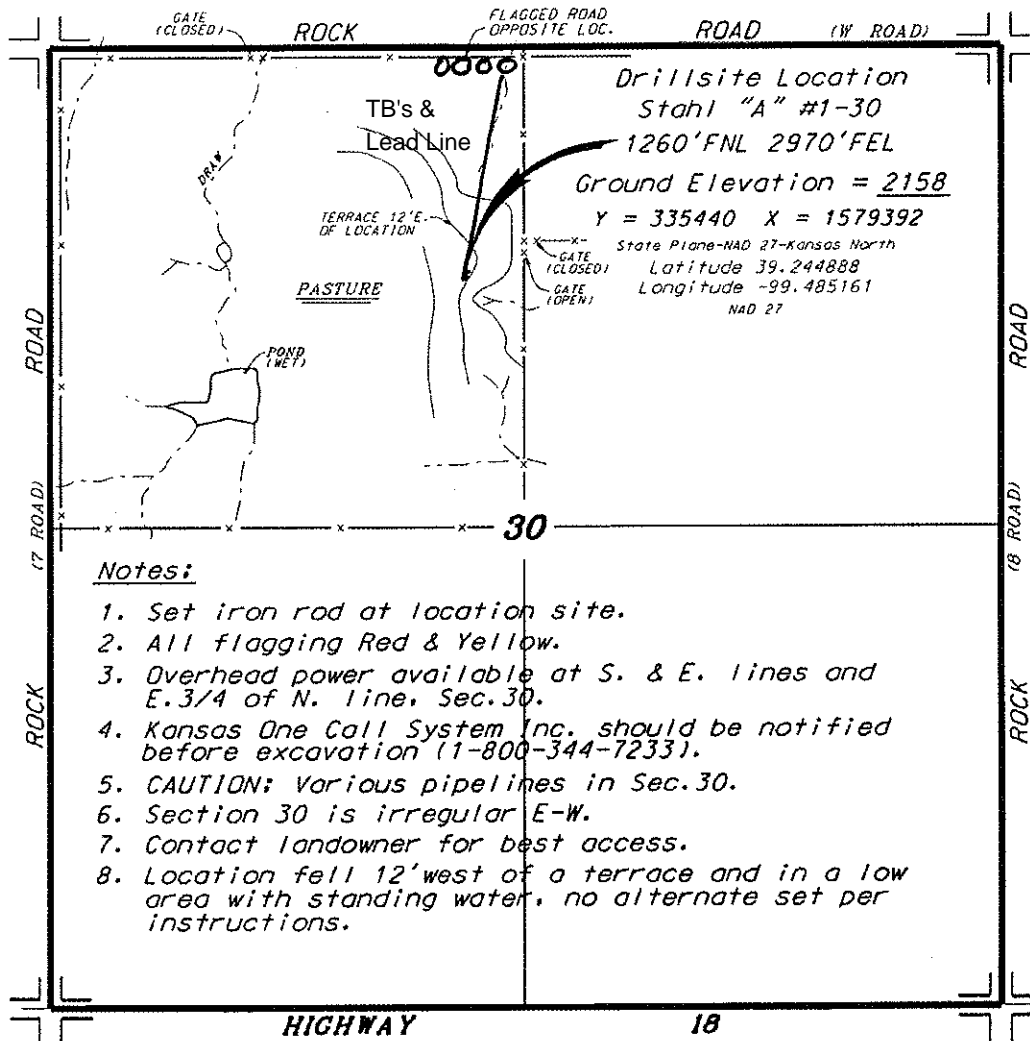 GATE
(CLOSED)
ROCK
FLAGGED ROAD
OPPOSITE LOC.
ROAD
(W ROAD)
Drillsite Location
Stahl "A" #1-30
1260'FNL 2970'FEL
Ground Elevation = 2158
Y = 335440 X = 1579392
State Plane-NAD 27-Kansas North
Latitude 39.244888
Longitude -99.485161
NAD 27
TB's &
Lead Line
DRAW
TERRACE 12'E.
OF LOCATION
GATE
(CLOSED)
GATE
(OPEN)
PASTURE
POND
(WET)
ROAD
(7 ROAD)
ROCK
ROAD
(8 ROAD)
ROCK
30
Notes:
1. Set iron rod at location site.
2. All flagging Red & Yellow.
3. Overhead power available at S. & E. lines and
E.3/4 of N. line, Sec.30.
4. Kansas One Call System Inc. should be notified
before excavation (1-800-344-7233).
5. CAUTION: Various pipelines in Sec.30.
6. Section 30 is irregular E-W.
7. Contact landowner for best access.
8. Location fell 12'west of a terrace and in a low
area with standing water, no alternate set per
instructions.
HIGHWAY 18